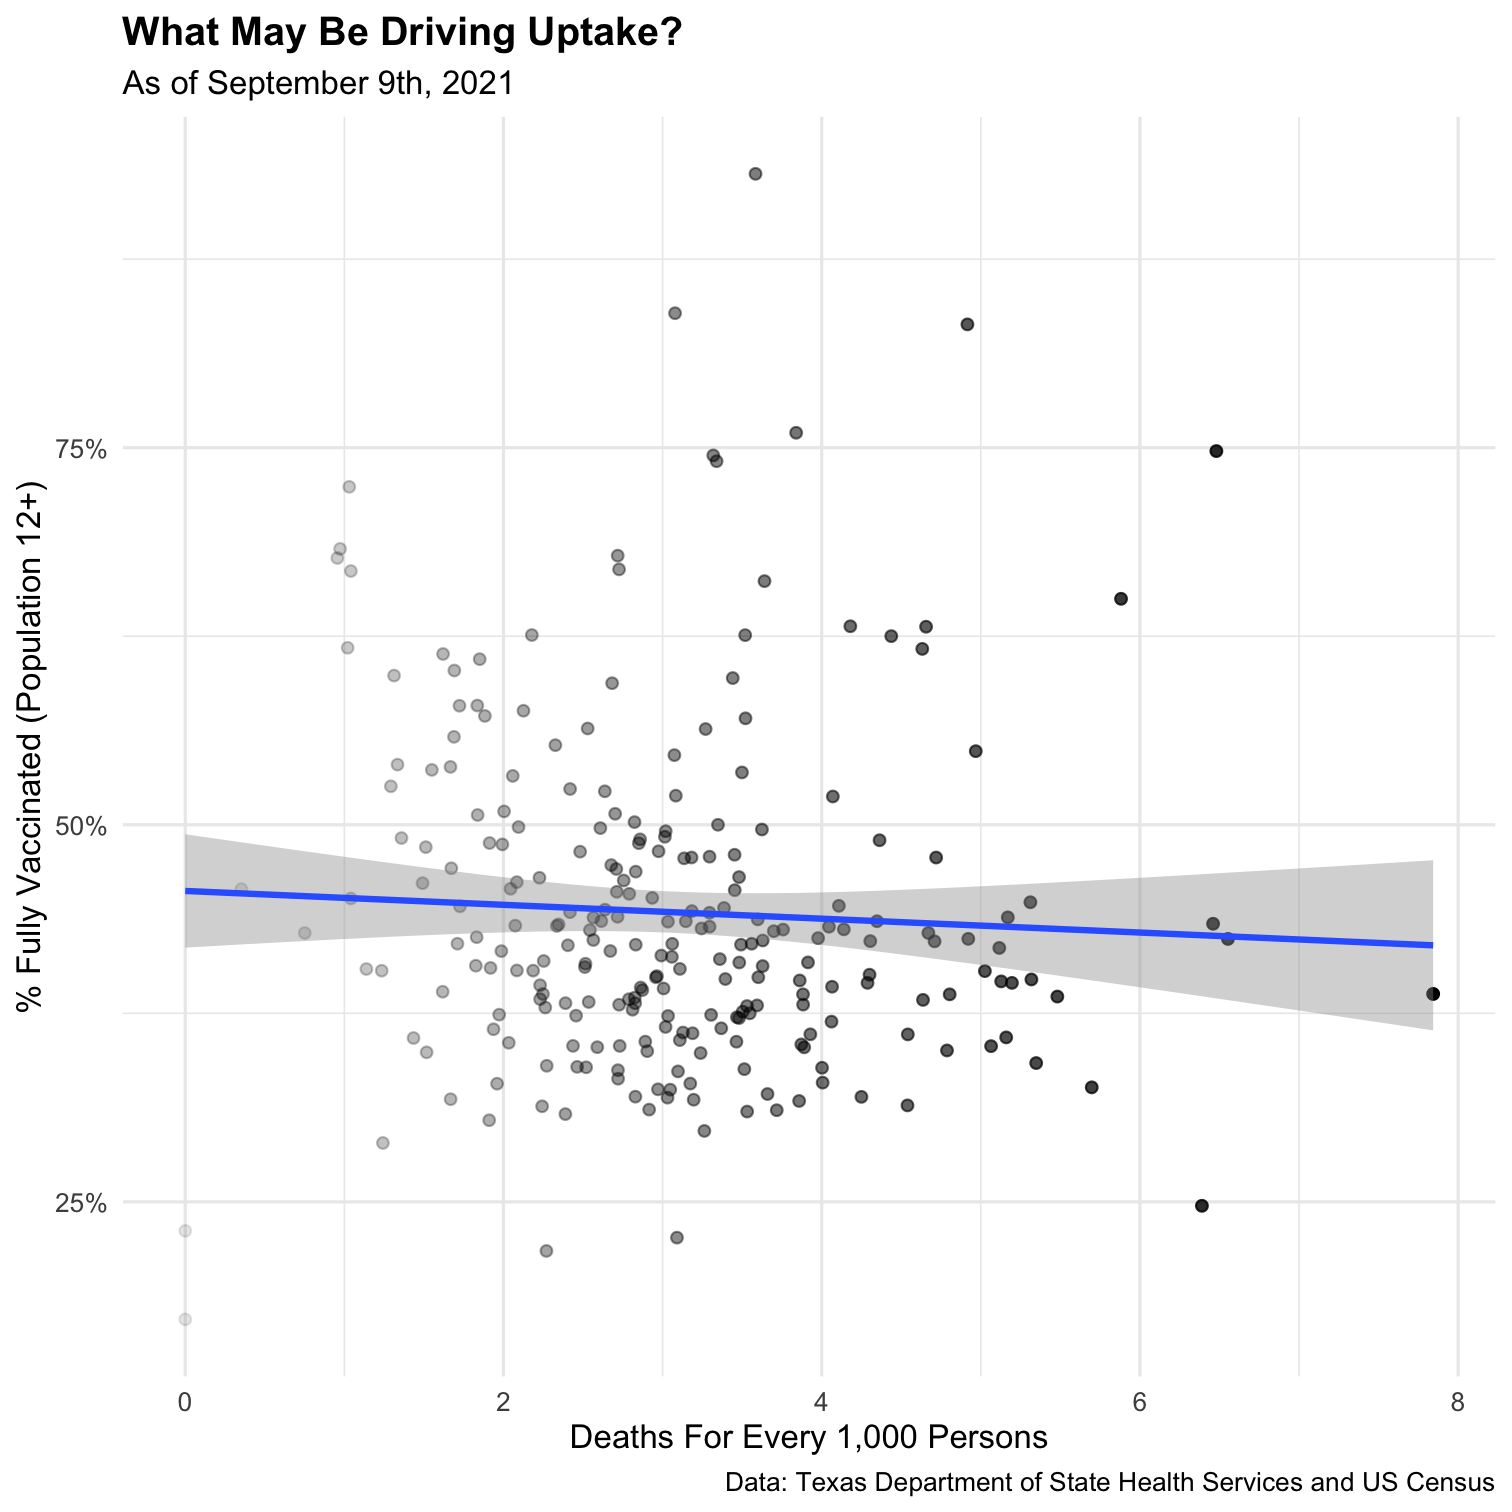 What May Be Driving Uptake?
As of September 9th, 2021
% Fully Vaccinated (Population 12+)
75%
50%
25%
0 2 4 6 8
Deaths For Every 1,000 Persons
Data: Texas Department of State Health Services and US Census